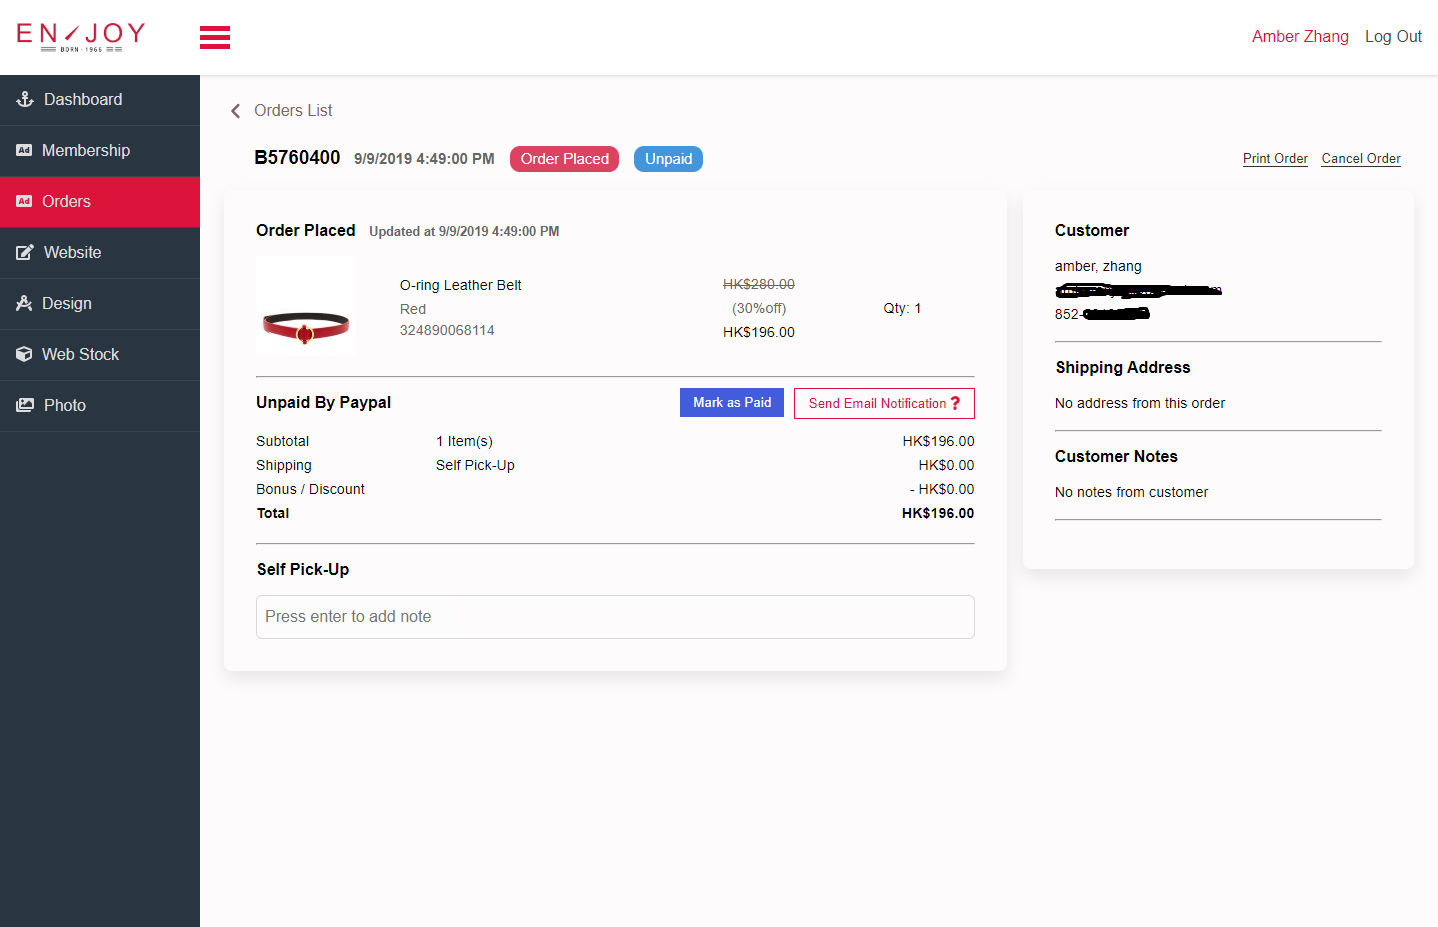 EN/JOY
BORN · 1966
Amber Zhang Log Out
Dashboard
Ad Membership
Ad Orders
Website
Design
Web Stock
Photo
Orders List
B5760400 9/9/2019 4:49:00 PM Order Placed Unpaid
Print Order Cancel Order
Order Placed Updated at 9/9/2019 4:49:00 PM
O-ring Leather Belt
Red
324890068114
HK$280.00
(30%off)
HK$196.00
Qty: 1
Unpaid By Paypal
Mark as Paid
Send Email Notification ?
Subtotal 1 Item(s) HK$196.00
Shipping Self Pick-Up HK$0.00
Bonus / Discount - HK$0.00
Total HK$196.00
Self Pick-Up
Press enter to add note
Customer
amber, zhang
852-
Shipping Address
No address from this order
Customer Notes
No notes from customer